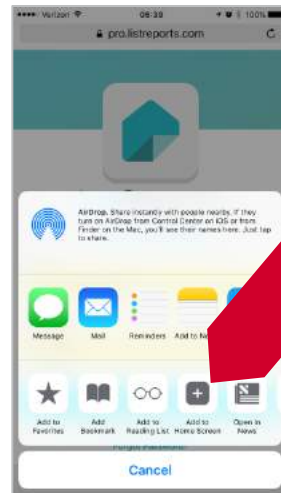 Verizon 06:38 100%
pro.listreports.com
AirDrop. Share instantly with people nearby. If they
turn on AirDrop from Control Center on iOS or from
Finder on the Mac, you'll see their names here. Just tap
to share.
Message Mail Reminders Add to
Add to Favorites
Add Bookmark
Add to Reading List
Add to Home Screen
Open in News
Forgot Password?
Cancel